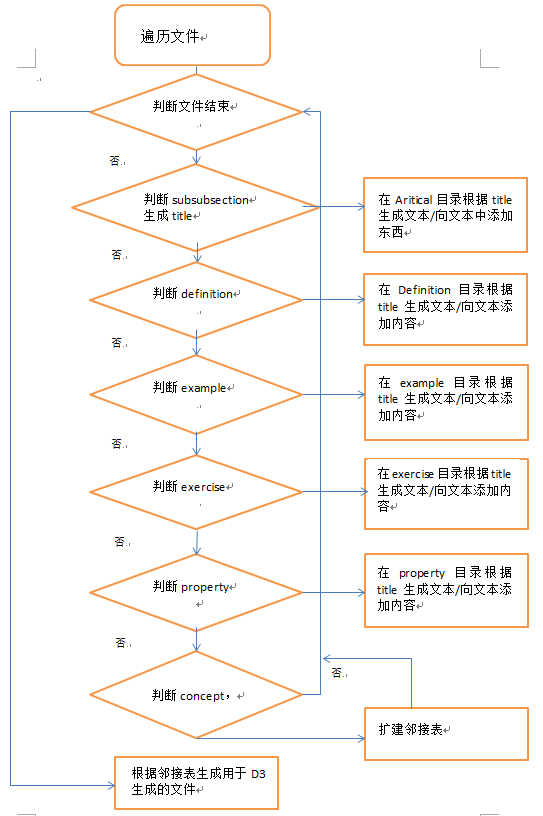 遍历文件
判断文件结束
否
判断 subsubsection
生成 title
在 Aritical 目录根据 title
生成文本/向文本中添加
东西
否
判断 definition
在 Definition 目录根据
title 生成文本/向文本添
加内容
否
判断 example
在 example 目录根据
title 生成文本/向文本添
加内容
否
判断 exercise
在 exercise 目录根据 title
生成文本/向文本添加内
容
否
判断 property
在 property 目录根据
title 生成文本/向文本添
加内容
否
判断 concept，
否
扩建邻接表
根据邻接表生成用于 D3
生成的文件